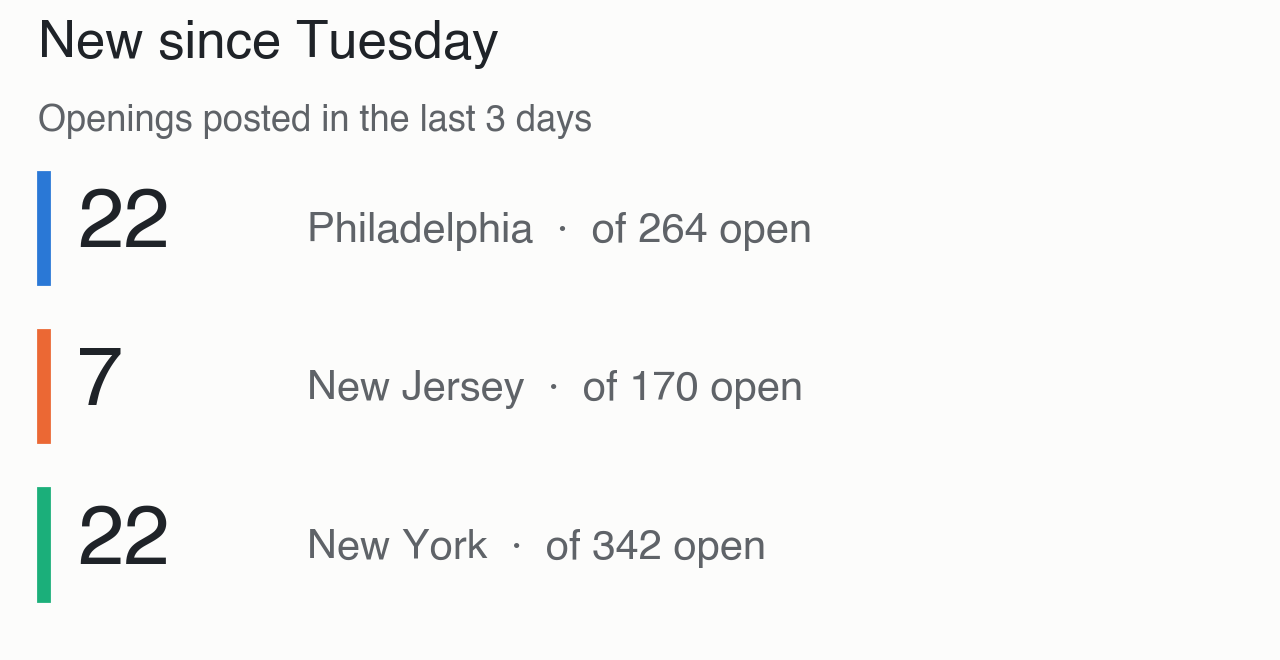 New since Tuesday
Openings posted in the last 3 days
22 Philadelphia · of 264 open
7 New Jersey · of 170 open
22 New York · of 342 open